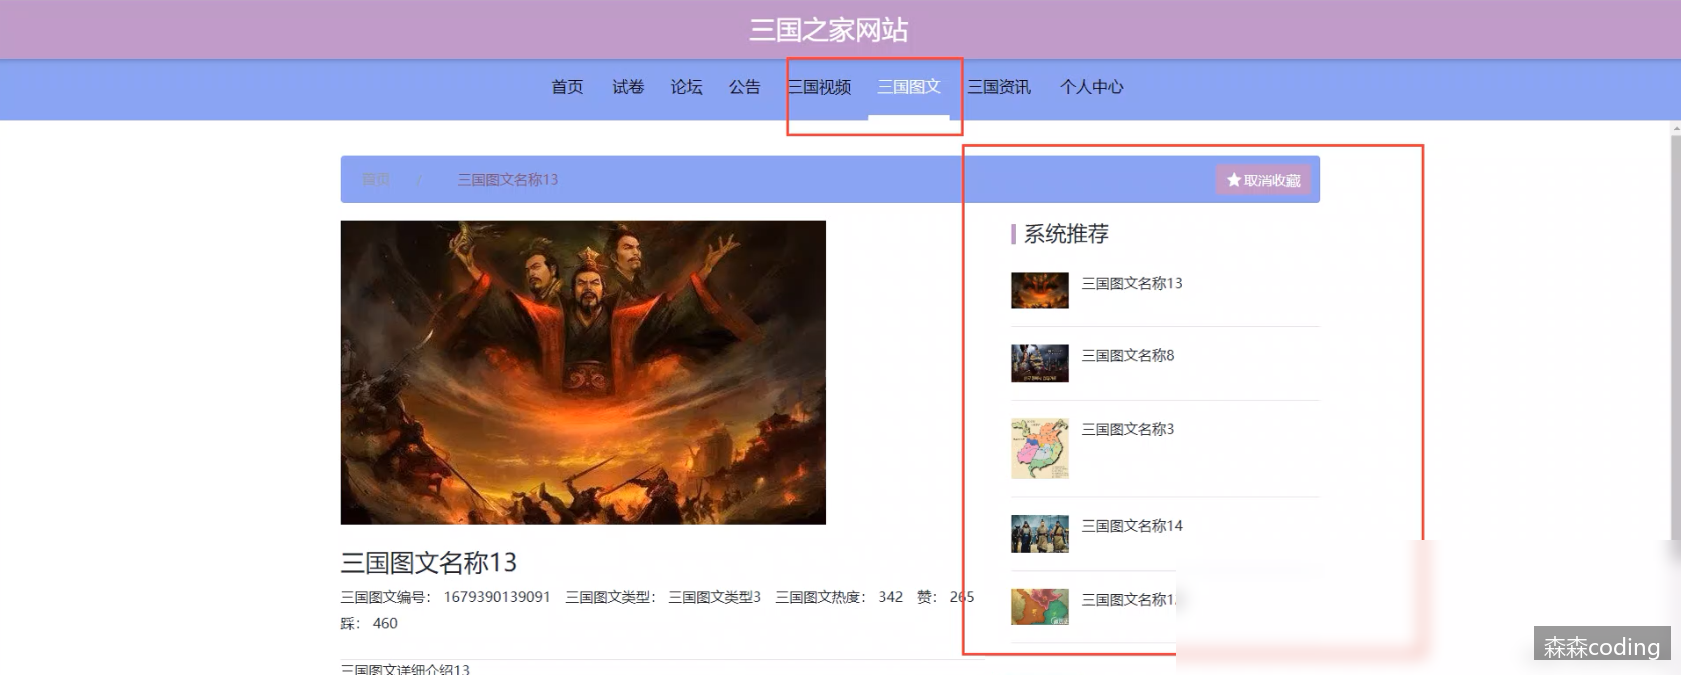 三国之家网站
首页 试卷 论坛 公告 三国视频 三国图文 三国资讯 个人中心
首页 / 三国图文名称13
取消收藏
系统推荐
三国图文名称13
三国图文名称8
三国图文名称3
三国图文名称14
三国图文名称1
三国图文名称13
三国图文编号： 1679390139091 三国图文类型： 三国图文类型3 三国图文热度： 342 赞： 265
踩： 460
三国图文详细介绍13
森森coding